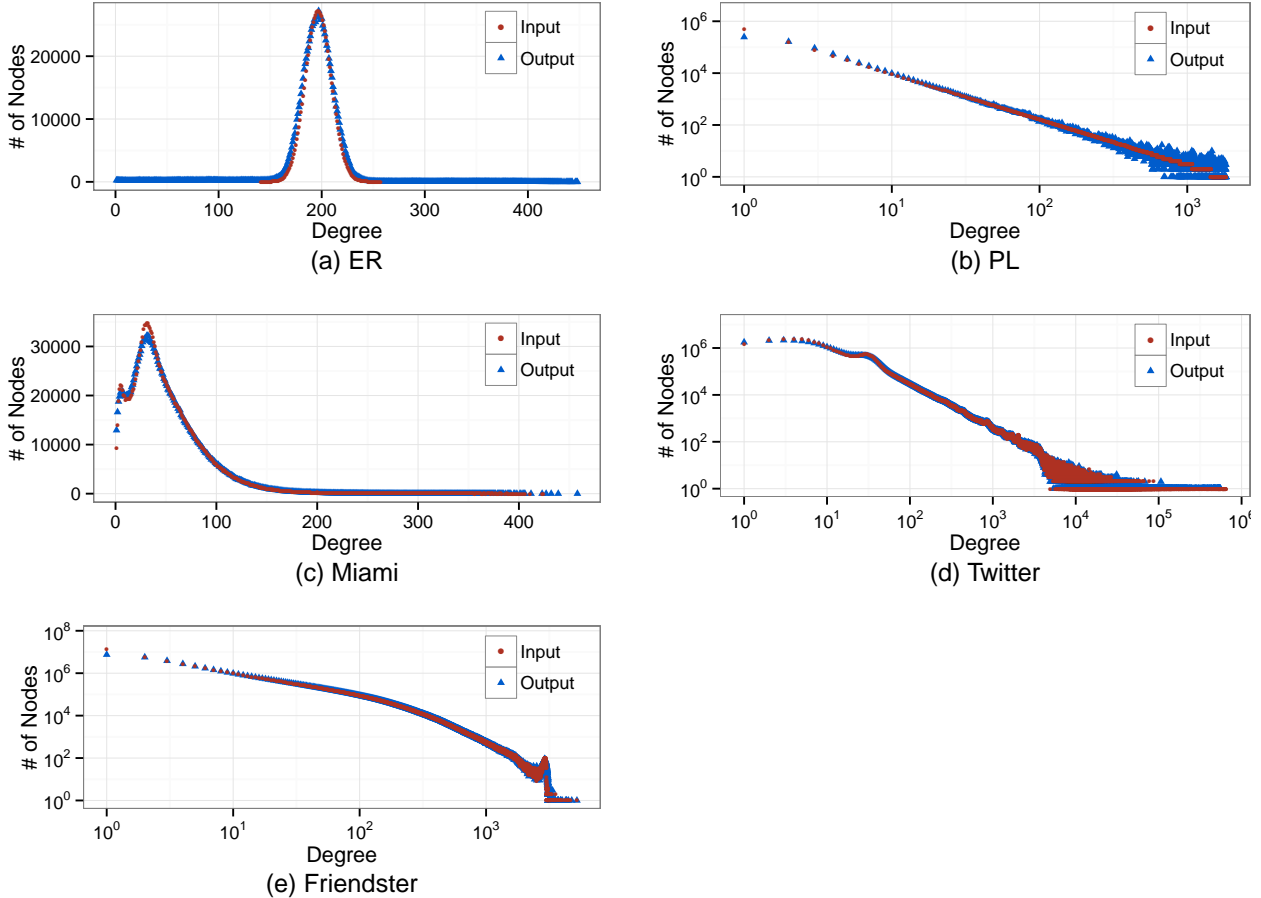 # of Nodes
20000
10000
0
0
100
200
300
400
Degree
Input
Output
(a) ER
# of Nodes
10^6
10^4
10^2
10^0
10^0
10^1
10^2
10^3
Degree
Input
Output
(b) PL
# of Nodes
30000
20000
10000
0
0
100
200
300
400
Degree
Input
Output
(c) Miami
# of Nodes
10^6
10^4
10^2
10^0
10^0
10^1
10^2
10^3
10^4
10^5
10^6
Degree
Input
Output
(d) Twitter
# of Nodes
10^8
10^6
10^4
10^2
10^0
10^0
10^1
10^2
10^3
Degree
Input
Output
(e) Friendster